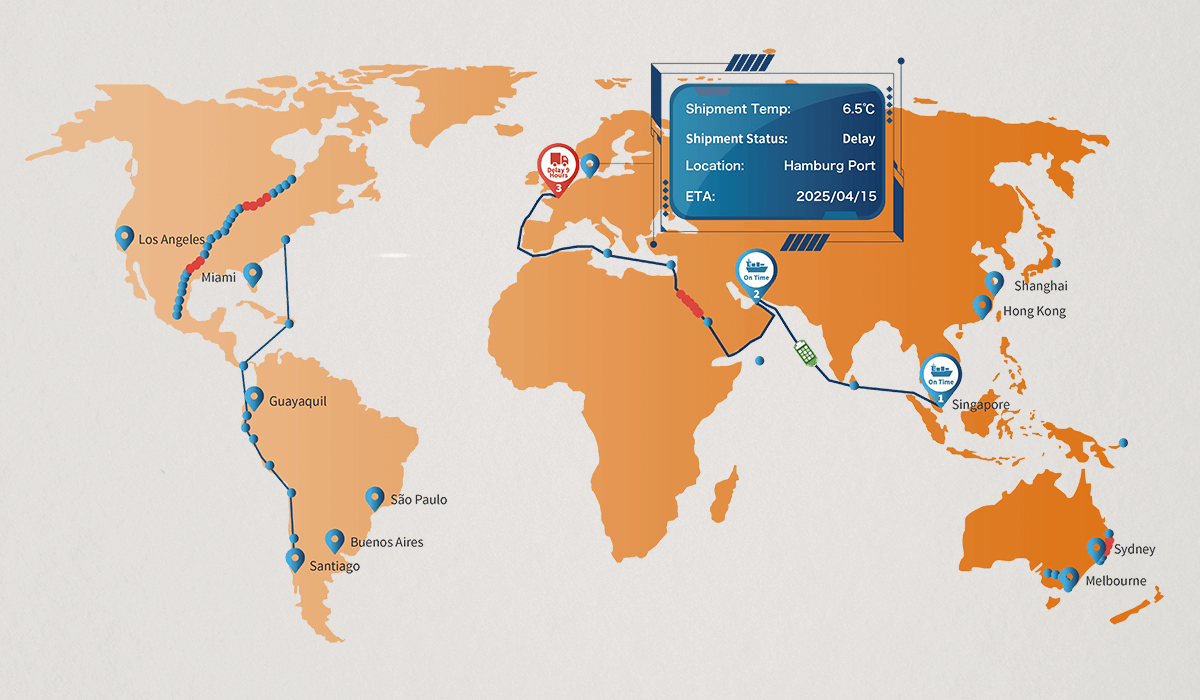 Shipment Temp: 6.5℃
Shipment Status: Delay
Location: Hamburg Port
ETA: 2025/04/15
Delay 9
Hours
3
Los Angeles
Miami
On Time
2
Shanghai
Hong Kong
On Time
1
Singapore
Guayaquil
São Paulo
Buenos Aires
Santiago
Sydney
Melbourne